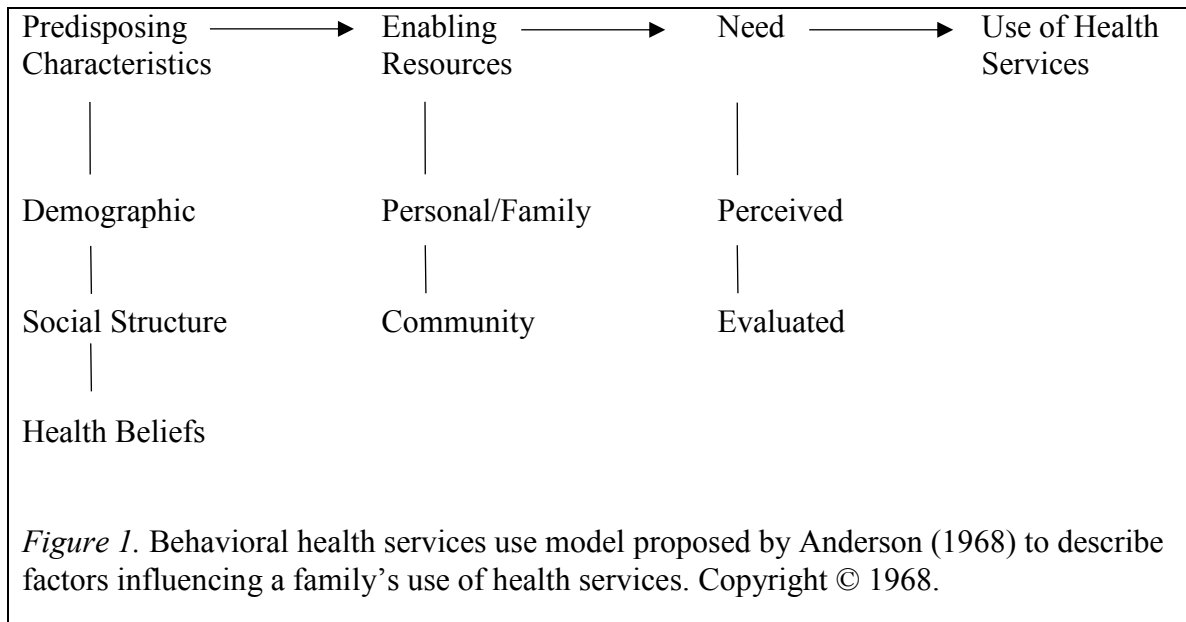 Predisposing Characteristics
Enabling Resources
Need
Use of Health Services
Demographic
Personal/Family
Perceived
Social Structure
Community
Evaluated
Health Beliefs
Figure 1. Behavioral health services use model proposed by Anderson (1968) to describe
factors influencing a family’s use of health services. Copyright © 1968.